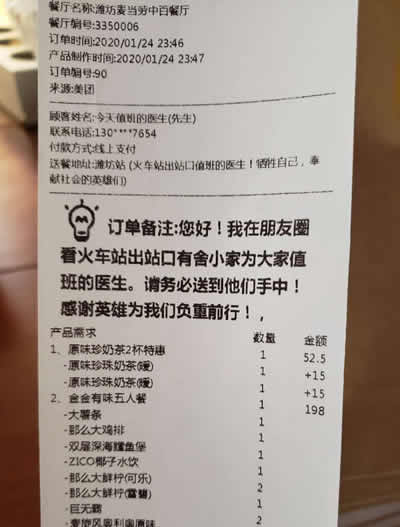 餐厅名称:潍坊麦当劳中百餐厅
餐厅编号:3350006
订单时间:2020/01/24 23:46
产品制作时间:2020/01/24 23:47
订单编号:90
来源:美团
顾客姓名:今天值班的医生(先生)
联系电话:130****7654
付款方式:线上支付
送餐地址:潍坊站 (火车站出站口值班的医生！牺牲自己，奉
献社会的英雄们)
订单备注:您好！我在朋友圈
看火车站出站口有舍小家为大家值
班的医生。请务必送到他们手中！
感谢英雄为我们负重前行！,
产品需求 数量 金额
1、原味珍奶茶2杯特惠 1 52.5
-原味珍珠奶茶(暖) 1 +15
-原味珍珠奶茶(暖) 1 +15
2、金金有味五人餐 1 198
-大薯条 1
-那么大鸡排 1
-双层深海鳕鱼堡 1
-ZICO椰子水饮 1
-那么大鲜柠(可乐) 2
-那么大鲜柠(雪碧) 1
-巨无霸 2
-麦旋风奥利奥原味